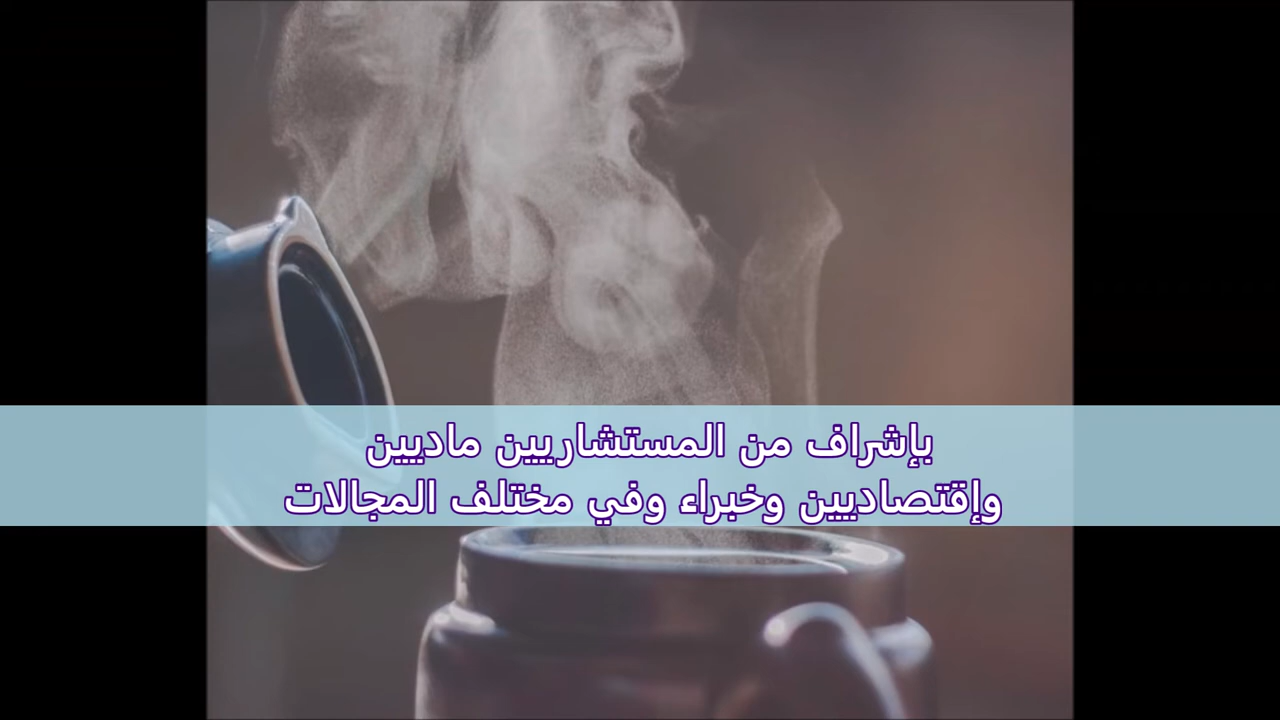 بإشراف من المستشاريين ماديين
وإقتصاديين وخبراء وفي مختلف المجالات